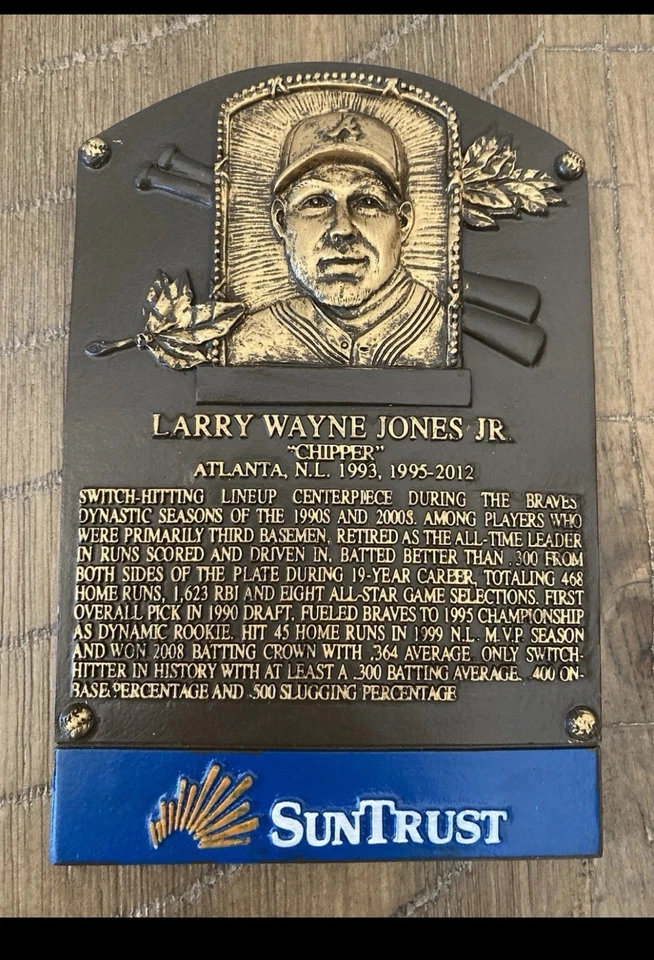 LARRY WAYNE JONES JR.
"CHIPPER"
ATLANTA, N.L. 1993, 1995-2012
SWITCH-HITTING LINEUP CENTERPIECE DURING THE BRAVES'
DYNASTIC SEASONS OF THE 1990S AND 2000S. AMONG PLAYERS WHO
WERE PRIMARILY THIRD BASEMEN, RETIRED AS THE ALL-TIME LEADER
IN RUNS SCORED AND DRIVEN IN. BATTED BETTER THAN .300 FROM
BOTH SIDES OF THE PLATE DURING 19-YEAR CAREER, TOTALING 468
HOME RUNS, 1,623 RBI AND EIGHT ALL-STAR GAME SELECTIONS. FIRST
OVERALL PICK IN 1990 DRAFT. FUELED BRAVES TO 1995 CHAMPIONSHIP
AS DYNAMIC ROOKIE. HIT 45 HOME RUNS IN 1999 N.L. M.V.P. SEASON
AND WON 2008 BATTING CROWN WITH .364 AVERAGE. ONLY SWITCH-
HITTER IN HISTORY WITH AT LEAST A .300 BATTING AVERAGE, .400 ON-
BASE PERCENTAGE AND .500 SLUGGING PERCENTAGE
SUNTRUST